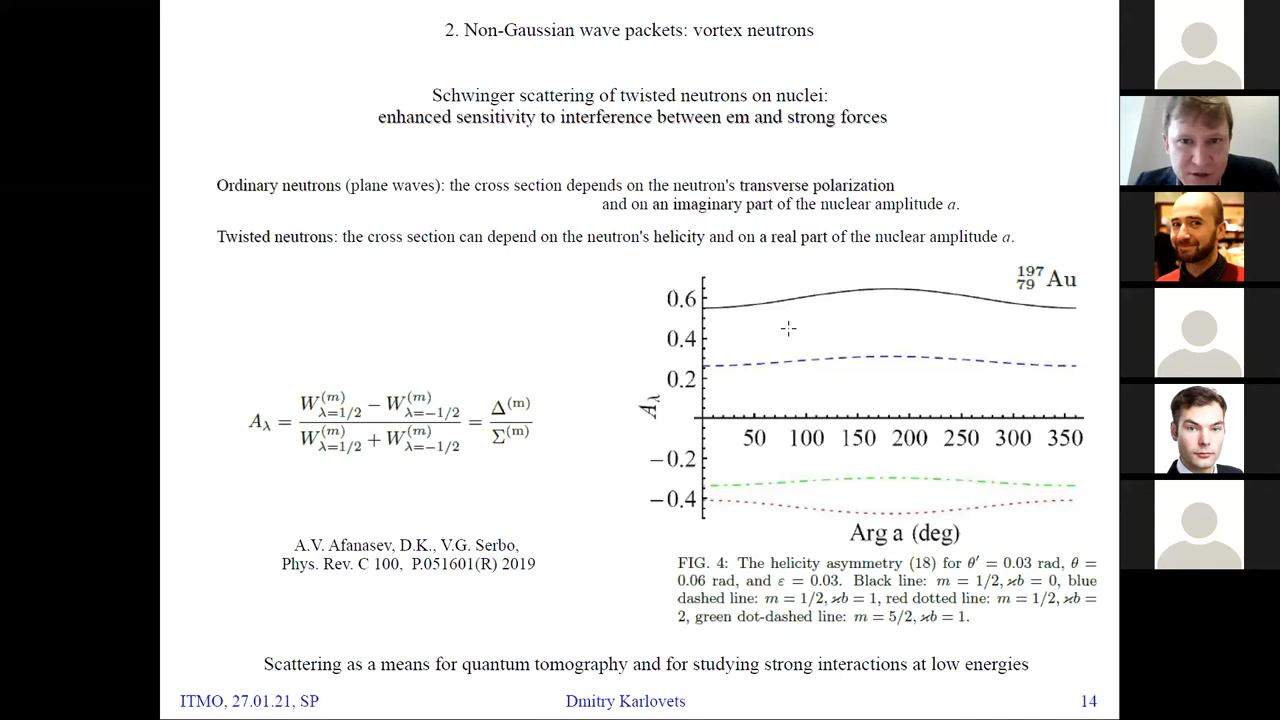 2. Non-Gaussian wave packets: vortex neutrons
Schwinger scattering of twisted neutrons on nuclei:
enhanced sensitivity to interference between em and strong forces
Ordinary neutrons (plane waves): the cross section depends on the neutron's transverse polarization
and on an imaginary part of the nuclear amplitude a.
Twisted neutrons: the cross section can depend on the neutron's helicity and on a real part of the nuclear amplitude a.
197
79 Au
0.6
0.4
0.2
−0.2
−0.4
A_λ
50 100 150 200 250 300 350
Arg a (deg)
A_λ = (W^(m)_λ=1/2 − W^(m)_λ=−1/2) / (W^(m)_λ=1/2 + W^(m)_λ=−1/2) = Δ^(m) / Σ^(m)
A.V. Afanasev, D.K., V.G. Serbo,
Phys. Rev. C 100, P.051601(R) 2019
FIG. 4: The helicity asymmetry (18) for θ′ = 0.03 rad, θ =
0.06 rad, and ε = 0.03. Black line: m = 1/2, ϰb = 0, blue
dashed line: m = 1/2, ϰb = 1, red dotted line: m = 1/2, ϰb =
2, green dot-dashed line: m = 5/2, ϰb = 1.
Scattering as a means for quantum tomography and for studying strong interactions at low energies
ITMO, 27.01.21, SP
Dmitry Karlovets
14